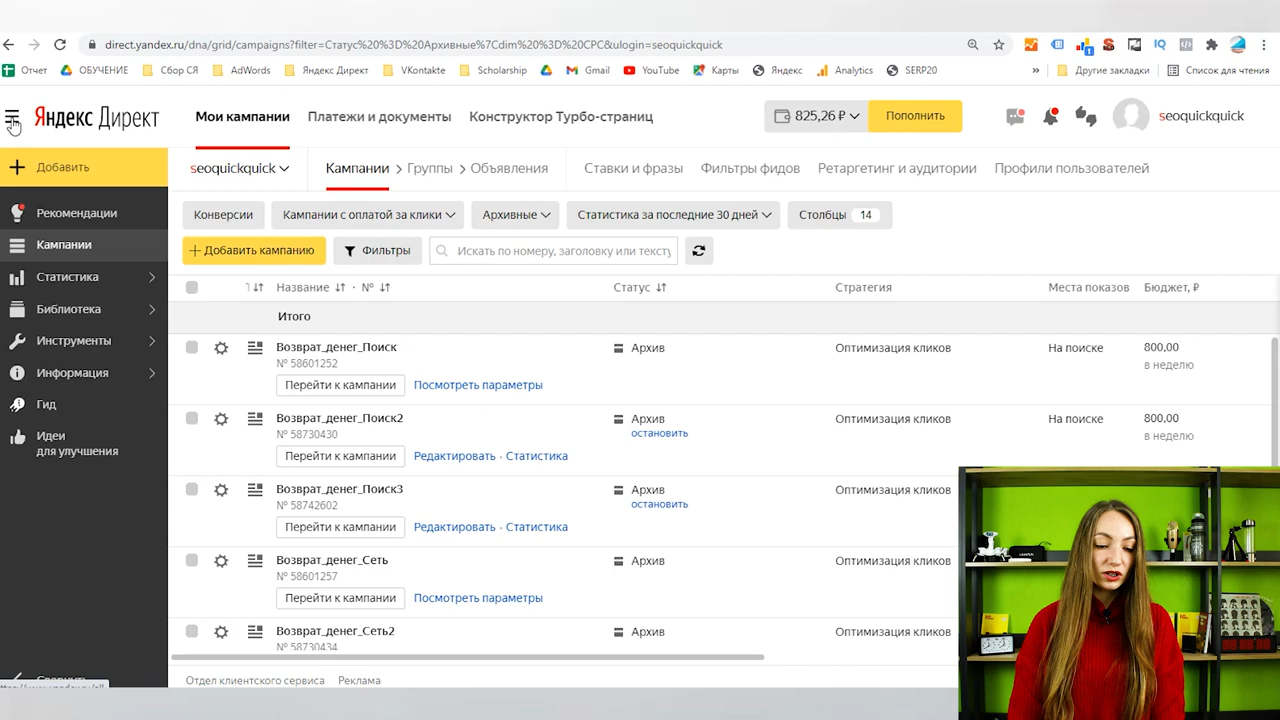 direct.yandex.ru/dna/grid/campaigns?filter=Статус%20%3D%20Архивные%7Cdim%20%3D%20CPC&ulogin=seoquickquick
Отчет ОБУЧЕНИЕ Сбор СЯ AdWords Яндекс Директ VKontakte Scholarship Gmail YouTube Карты Яндекс Analytics SERP20 » Другие закладки Список для чтения
Яндекс Директ Мои кампании Платежи и документы Конструктор Турбо-страниц 825,26 ₽ Пополнить seoquickquick
Добавить
seoquickquick Кампании Группы Объявления Ставки и фразы Фильтры фидов Ретаргетинг и аудитории Профили пользователей
Рекомендации
Кампании
Статистика
Библиотека
Инструменты
Информация
Гид
Идеи
для улучшения
Конверсии Кампании с оплатой за клики Архивные Статистика за последние 30 дней Столбцы 14
+ Добавить кампанию Фильтры Искать по номеру, заголовку или тексту
Название · № Статус Стратегия Места показов Бюджет, ₽
Итого
Возврат_денег_Поиск Архив Оптимизация кликов На поиске 800,00
№ 58601252 в неделю
Перейти к кампании Посмотреть параметры
Возврат_денег_Поиск2 Архив Оптимизация кликов На поиске 800,00
№ 58730430 остановить в неделю
Перейти к кампании Редактировать · Статистика
Возврат_денег_Поиск3 Архив Оптимизация кликов
№ 58742602 остановить
Перейти к кампании Редактировать · Статистика
Возврат_денег_Сеть Архив Оптимизация кликов
№ 58601257
Перейти к кампании Посмотреть параметры
Возврат_денег_Сеть2 Архив Оптимизация кликов
№ 58730434
Отдел клиентского сервиса Реклама